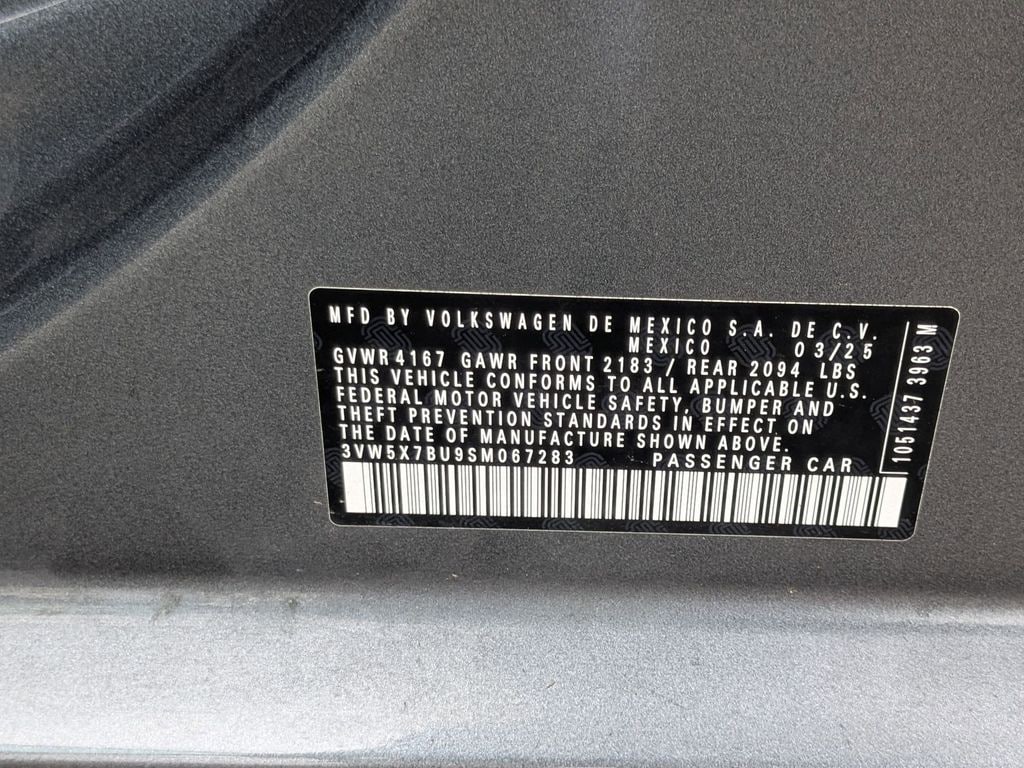 MFD BY VOLKSWAGEN DE MEXICO S.A. DE C.V.
MEXICO 03/25
GVWR 4167 GAWR FRONT 2183 / REAR 2094 LBS
THIS VEHICLE CONFORMS TO ALL APPLICABLE U.S.
FEDERAL MOTOR VEHICLE SAFETY, BUMPER AND
THEFT PREVENTION STANDARDS IN EFFECT ON
THE DATE OF MANUFACTURE SHOWN ABOVE.
3VW5X7BU9SM067283 PASSENGER CAR
1051437 3963 M